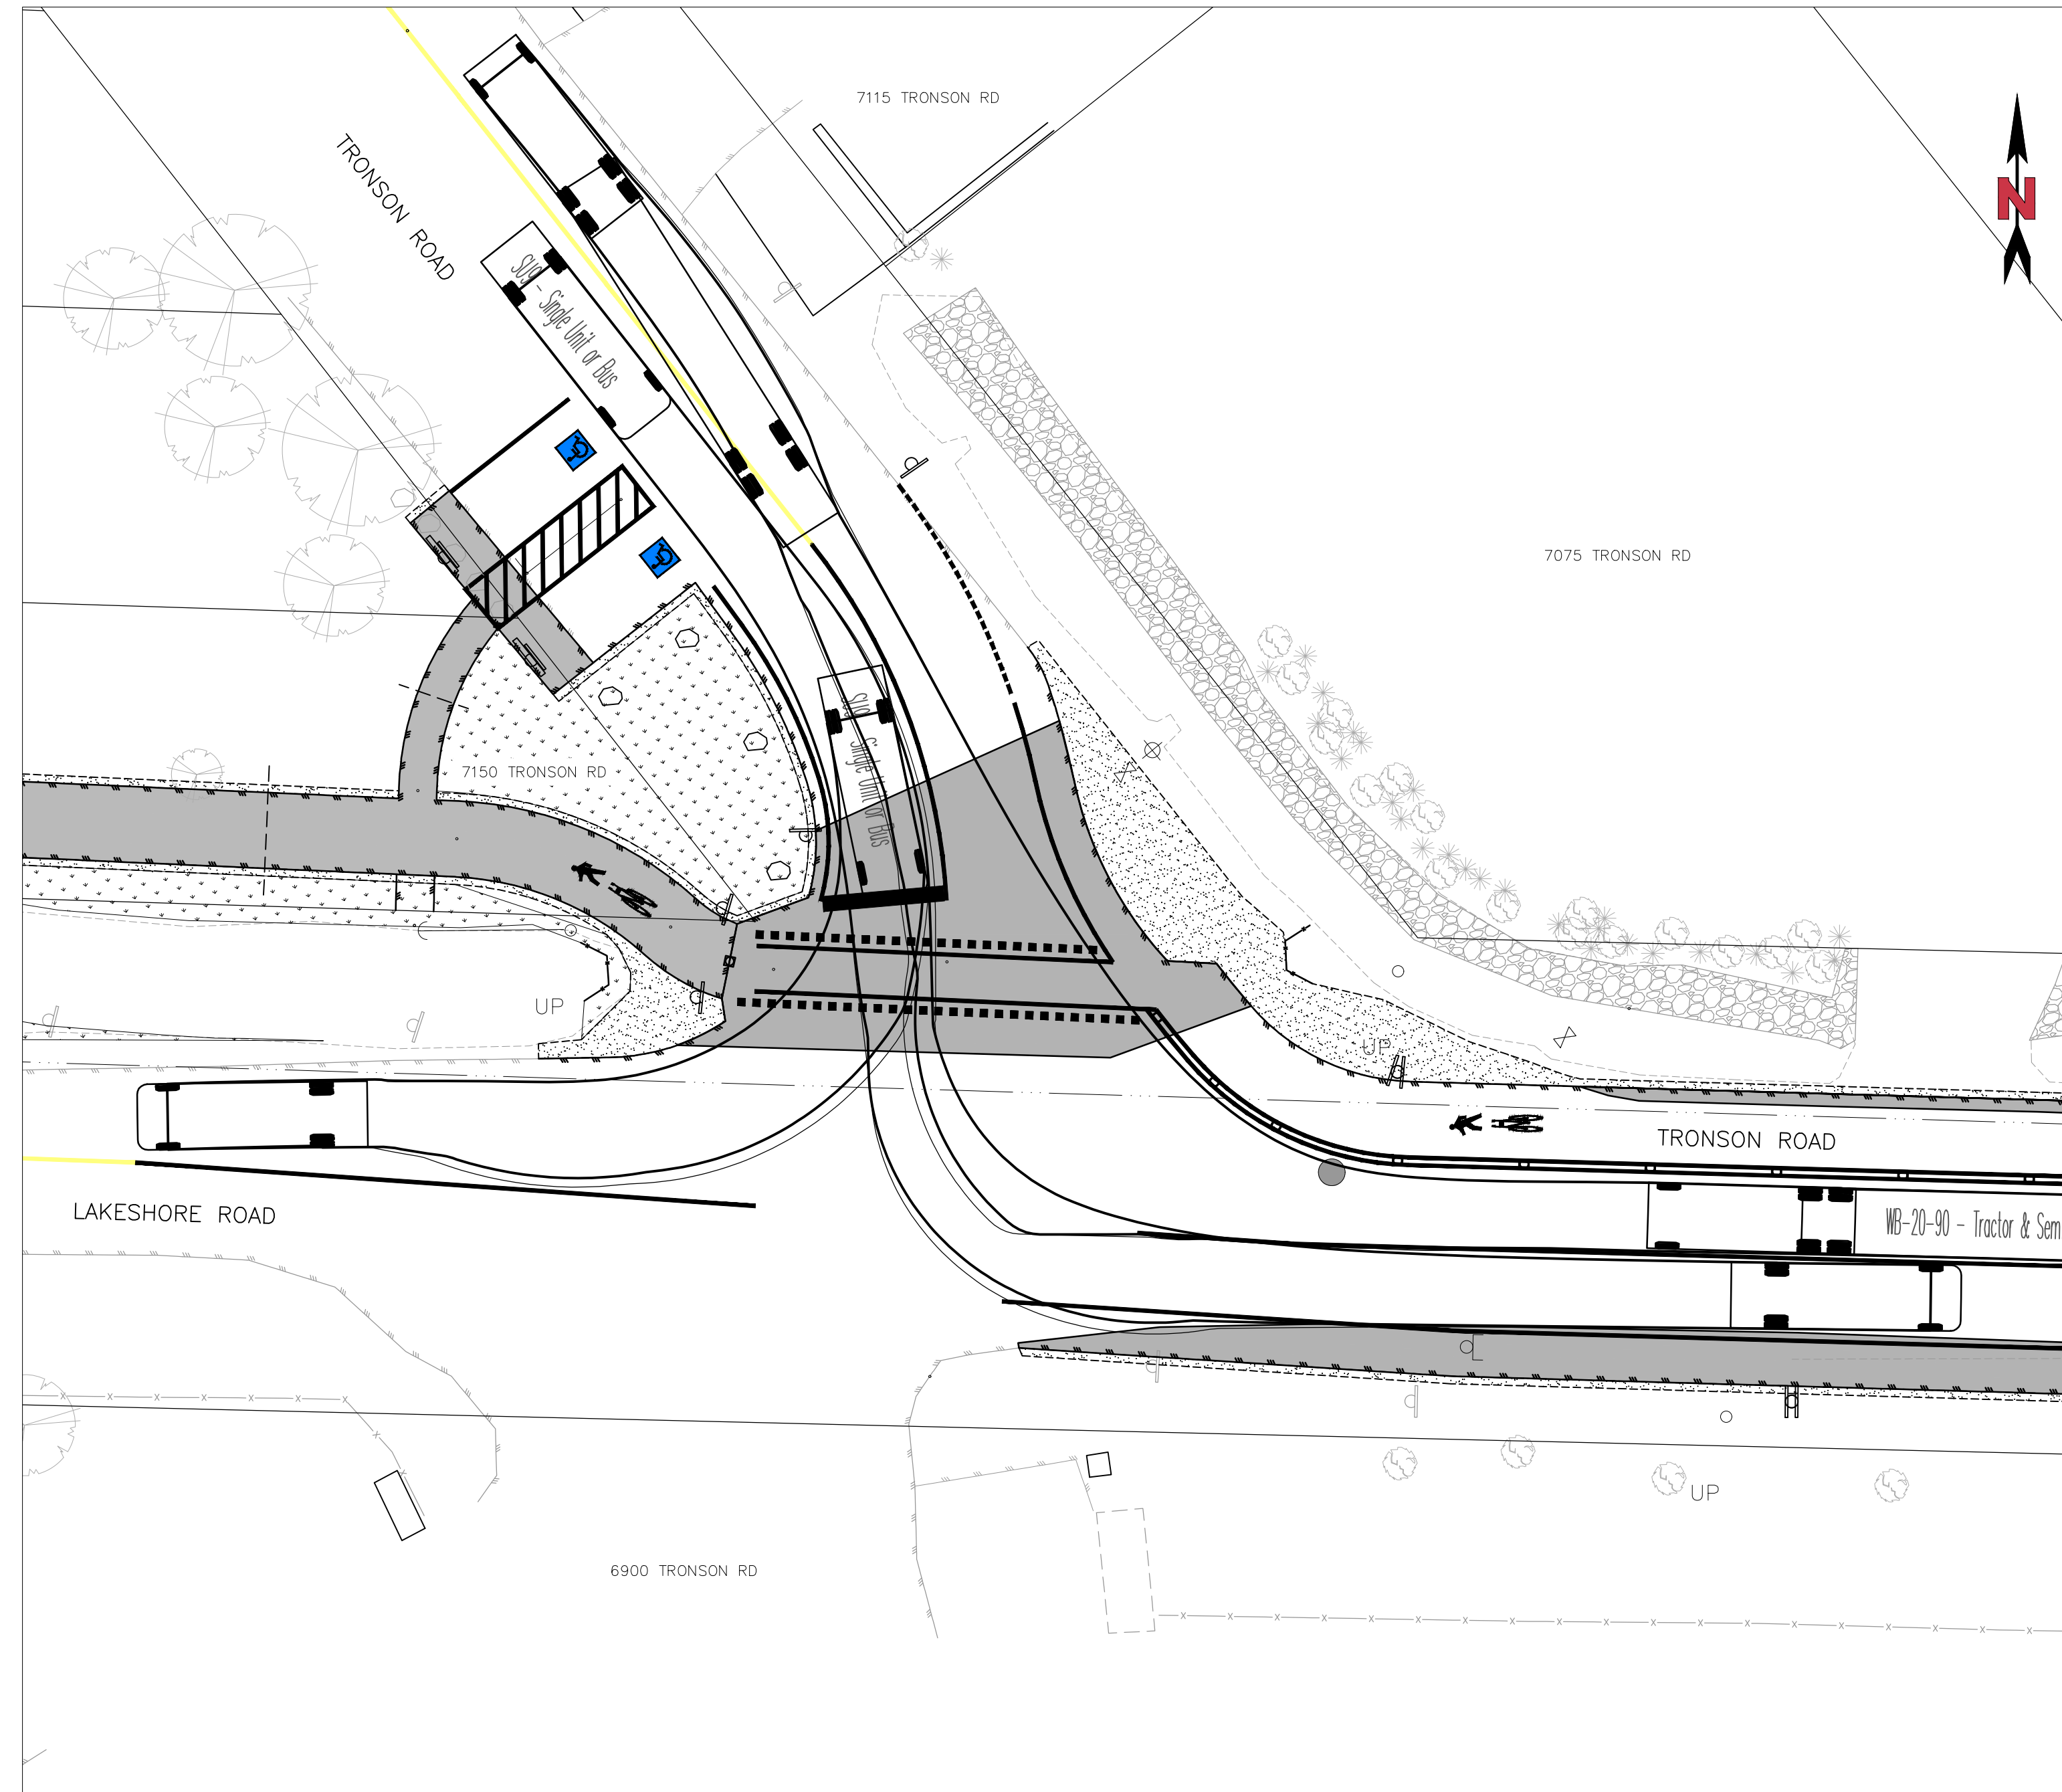 7115 TRONSON RD
TRONSON ROAD
N
SU9 - Single Unit or Bus
7075 TRONSON RD
7150 TRONSON RD
Single Unit or Bus
UP
UP
TRONSON ROAD
LAKESHORE ROAD
WB-20-90 - Tractor & Sem
UP
6900 TRONSON RD